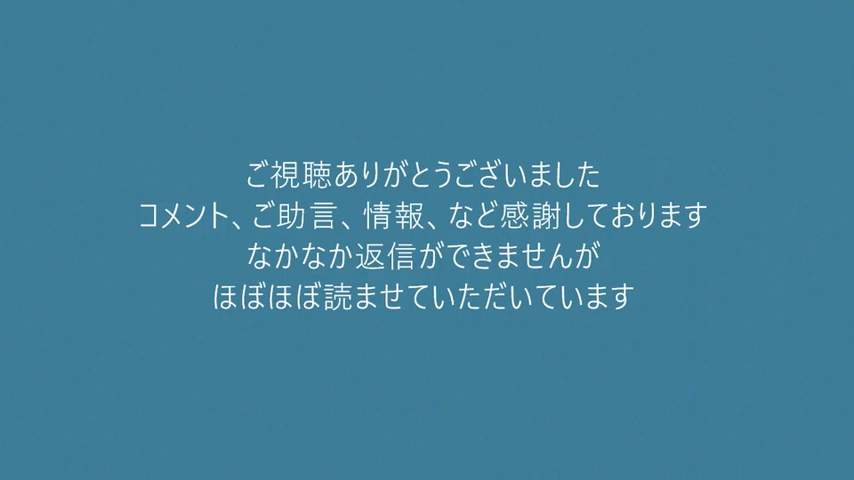 ご視聴ありがとうございました
コメント、ご助言、情報、など感謝しております
なかなか返信ができませんが
ほぼほぼ読ませていただいています